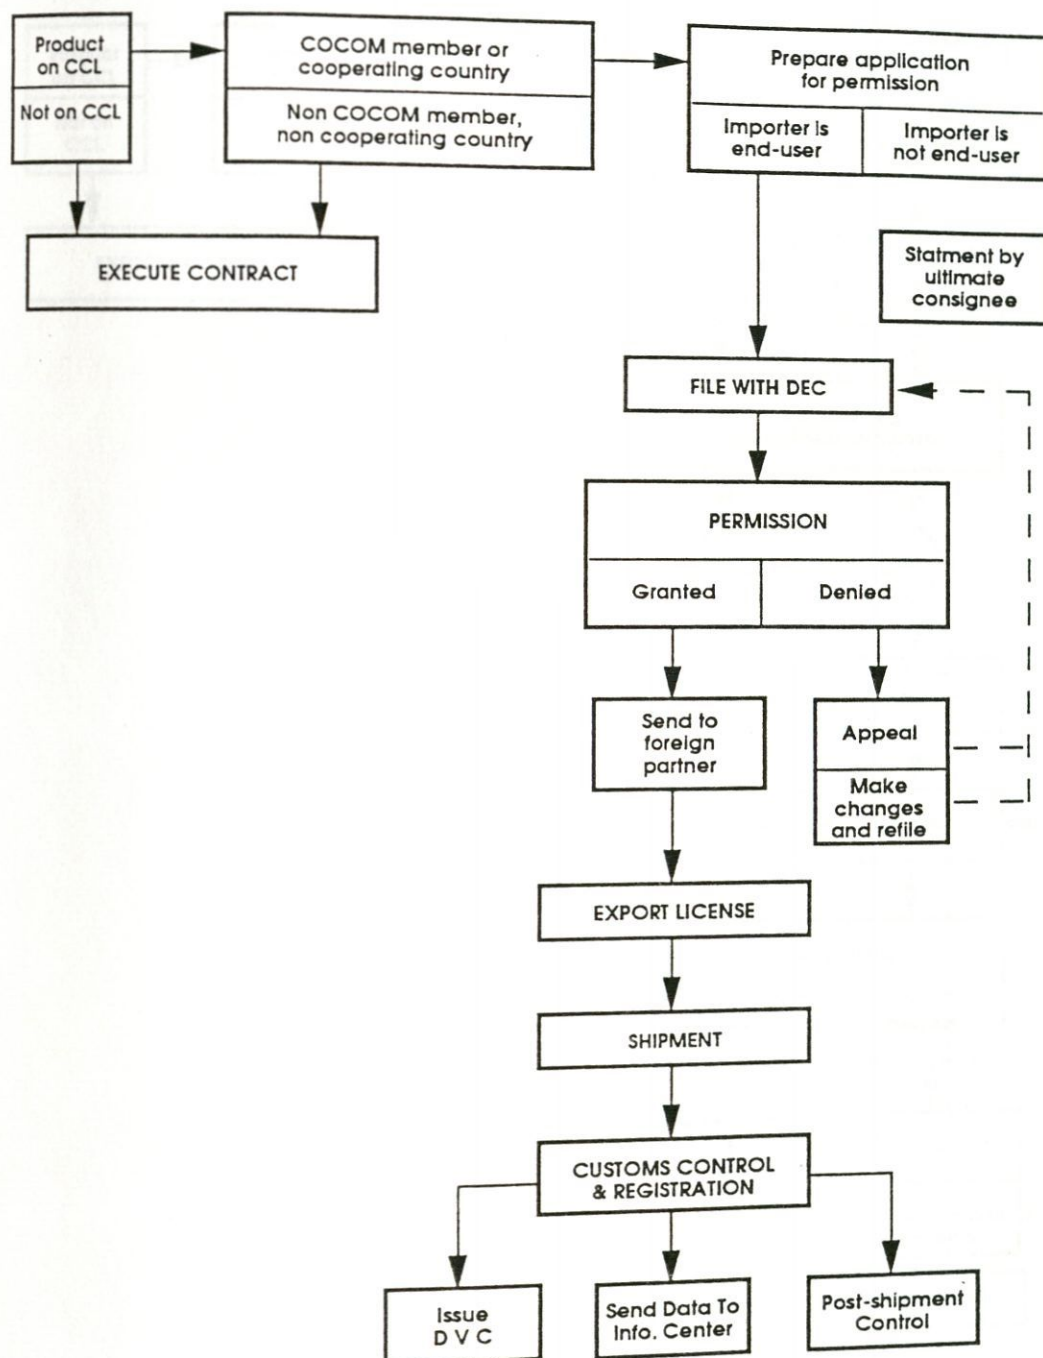 Product
on CCL
Not on CCL
COCOM member or
cooperating country
Non COCOM member,
non cooperating country
Prepare application
for permission
Importer is
end-user
Importer is
not end-user
EXECUTE CONTRACT
Statment by
ultimate
consignee
FILE WITH DEC
PERMISSION
Granted
Denied
Send to
foreign
partner
Appeal
Make
changes
and refile
EXPORT LICENSE
SHIPMENT
CUSTOMS CONTROL
& REGISTRATION
Issue
D V C
Send Data To
Info. Center
Post-shipment
Control